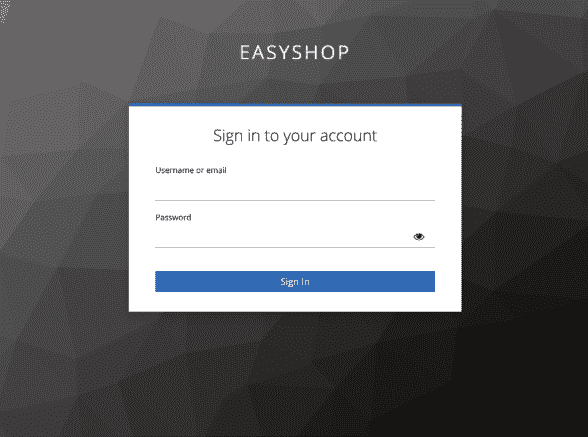 EASYSHOP
Sign in to your account
Username or email
Password
Sign In